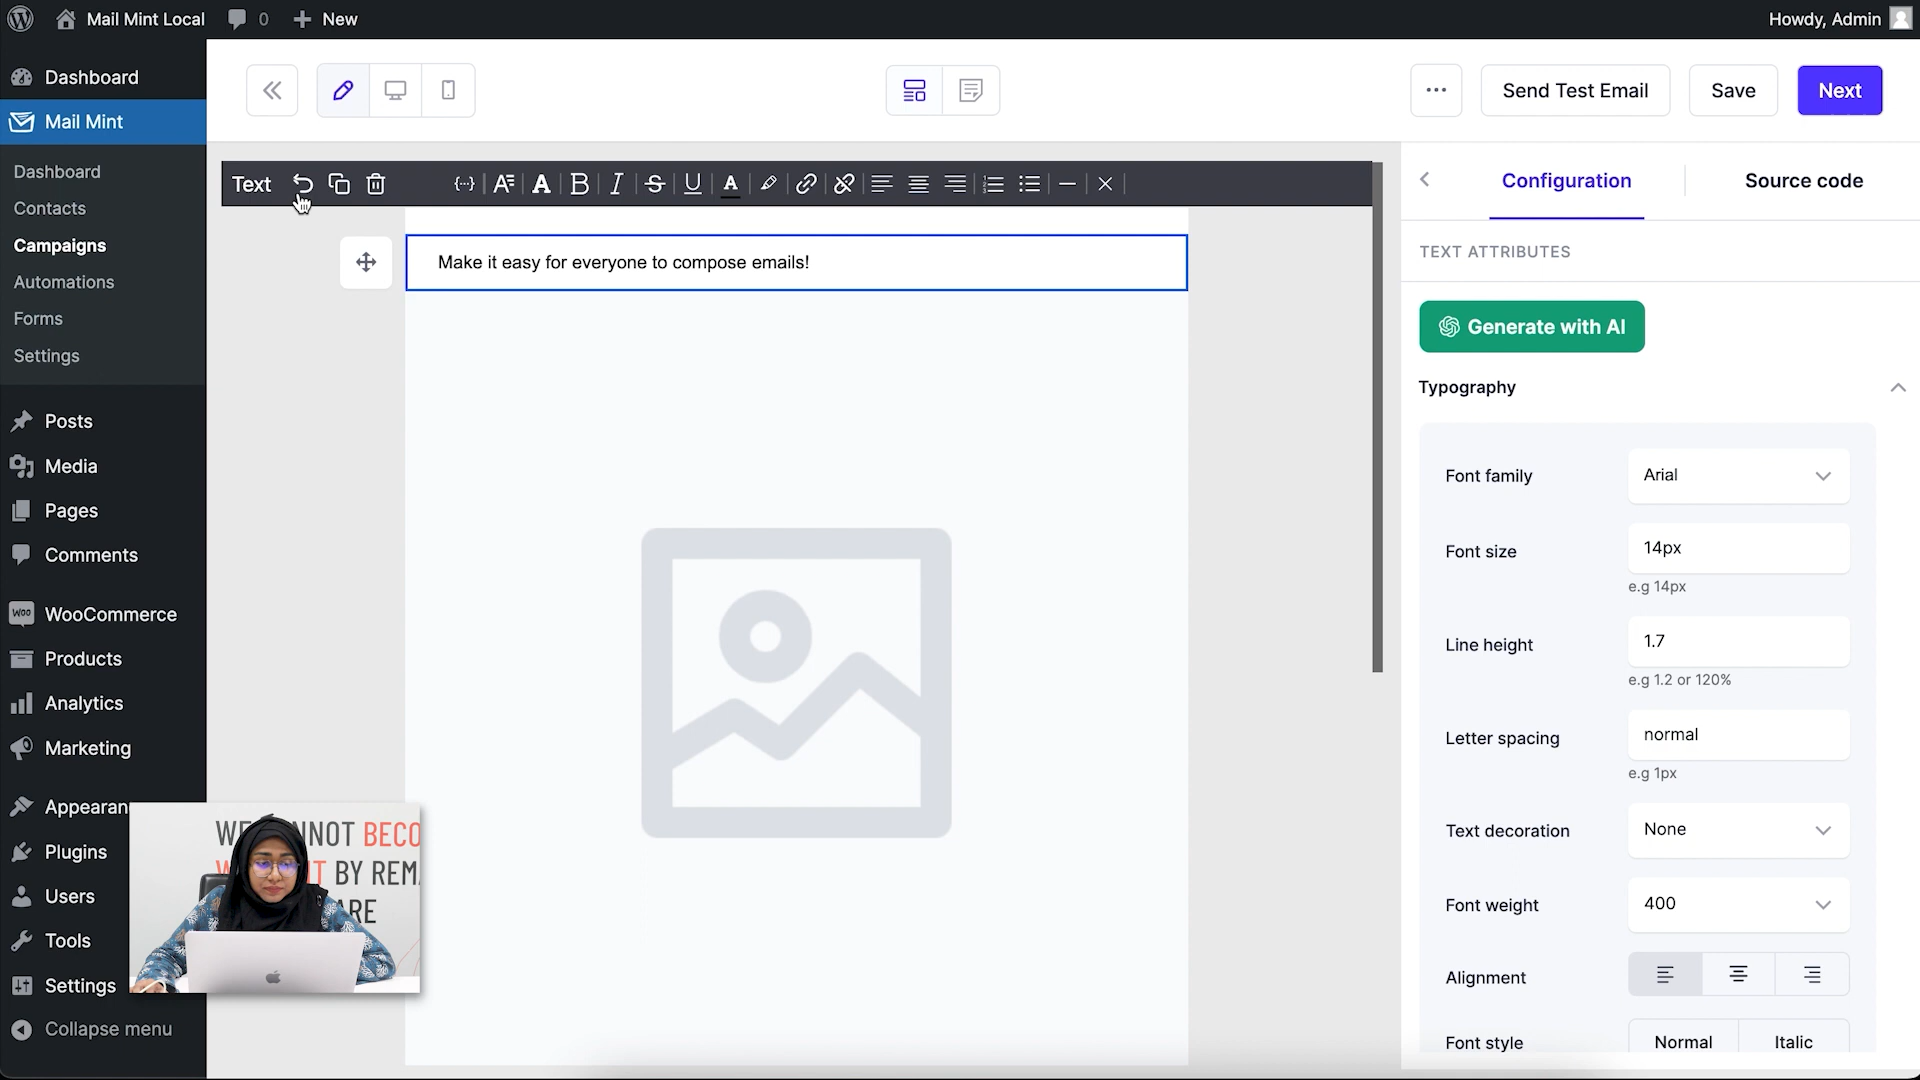 Mail Mint Local
0
New
Howdy, Admin
Dashboard
Mail Mint
Dashboard
Contacts
Campaigns
Automations
Forms
Settings
Posts
Media
Pages
Comments
WooCommerce
Products
Analytics
Marketing
Plugins
Users
Tools
Settings
Collapse menu
Send Test Email
Save
Next
Text
Make it easy for everyone to compose emails!
BY
Configuration
Source code
TEXT ATTRIBUTES
Generate with AI
Typography
Font family
Arial
Font size
14px
e.g 14px
Line height
1.7
e.g 1.2 or 120%
Letter spacing
normal
e.g 1px
Text decoration
None
Font weight
400
Alignment
Font style
Normal
Italic